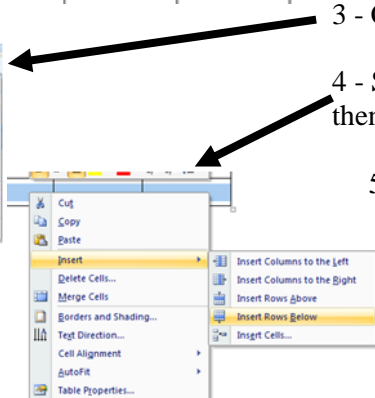 3 -
4 -
ther
5
Cut
Copy
Paste
Insert
Delete Cells...
Merge Cells
Borders and Shading...
Text Direction...
Cell Alignment
AutoFit
Table Properties...
Insert Columns to the Left
Insert Columns to the Right
Insert Rows Above
Insert Rows Below
Insert Cells...